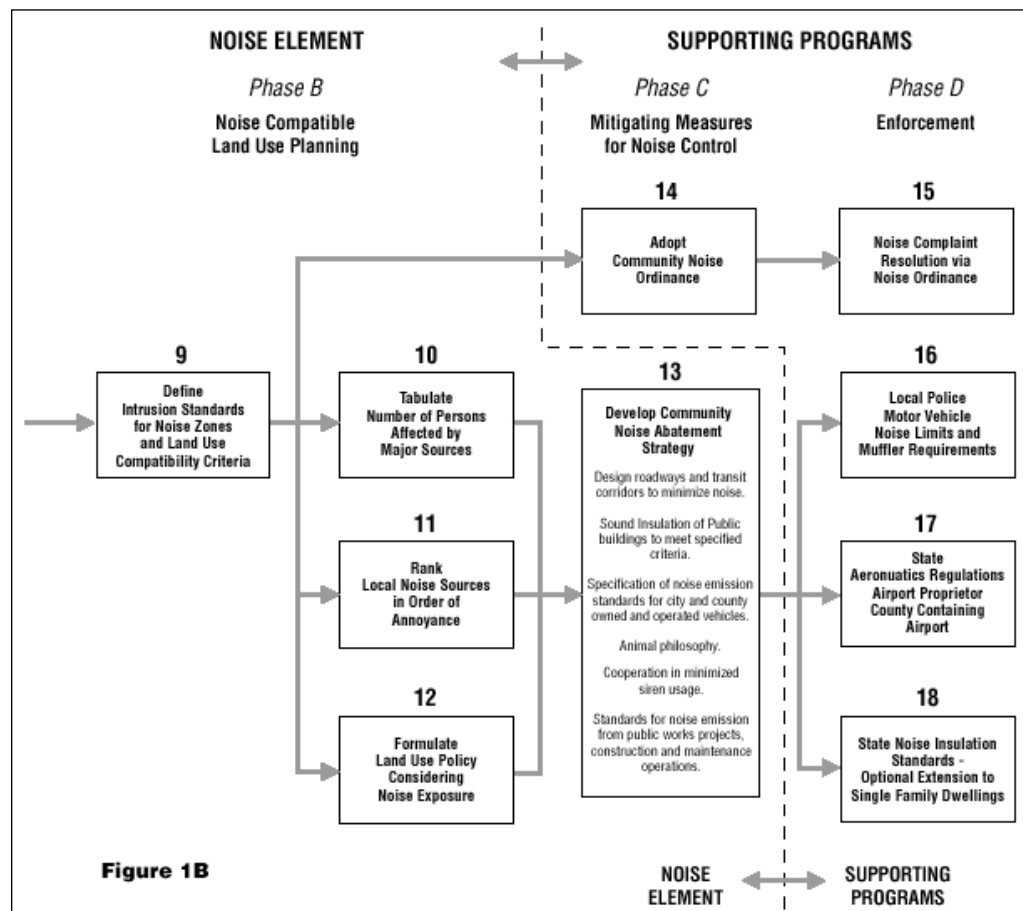 NOISE ELEMENT
SUPPORTING PROGRAMS
Phase B
Phase C
Phase D
Noise Compatible
Land Use Planning
Mitigating Measures
for Noise Control
Enforcement
14
Adopt
Community Noise
Ordinance
15
Noise Complaint
Resolution via
Noise Ordinance
9
Define
Intrusion Standards
for Noise Zones
and Land Use
Compatibility Criteria
10
Tabulate
Number of Persons
Affected by
Major Sources
11
Rank
Local Noise Sources
in Order of
Annoyance
12
Formulate
Land Use Policy
Considering
Noise Exposure
13
Develop Community
Noise Abatement
Strategy
Design roadways and transit
corridors to minimize noise.
Sound Insulation of Public
buildings to meet specified
criteria.
Specification of noise emission
standards for city and county
owned and operated vehicles.
Animal philosophy.
Cooperation in minimized
siren usage.
Standards for noise emission
from public works projects,
construction and maintenance
operations.
16
Local Police
Motor Vehicle
Noise Limits and
Muffler Requirements
17
State
Aeronuatics Regulations
Airport Proprietor
County Containing
Airport
18
State Noise Insulation
Standards -
Optional Extension to
Single Family Dwellings
Figure 1B
NOISE
ELEMENT
SUPPORTING
PROGRAMS